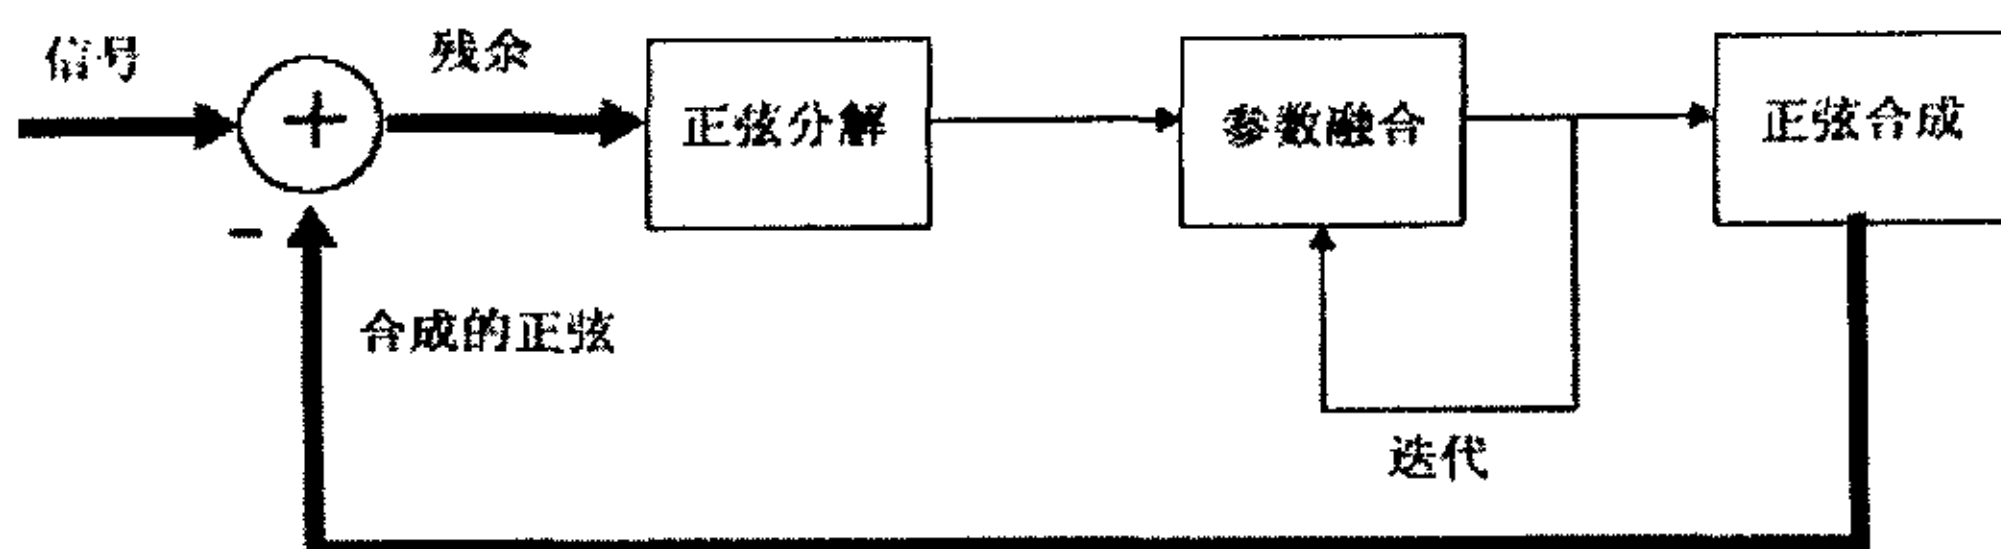 信号
+
残余
正弦分解
参数融合
正弦合成
-
合成的正弦
迭代